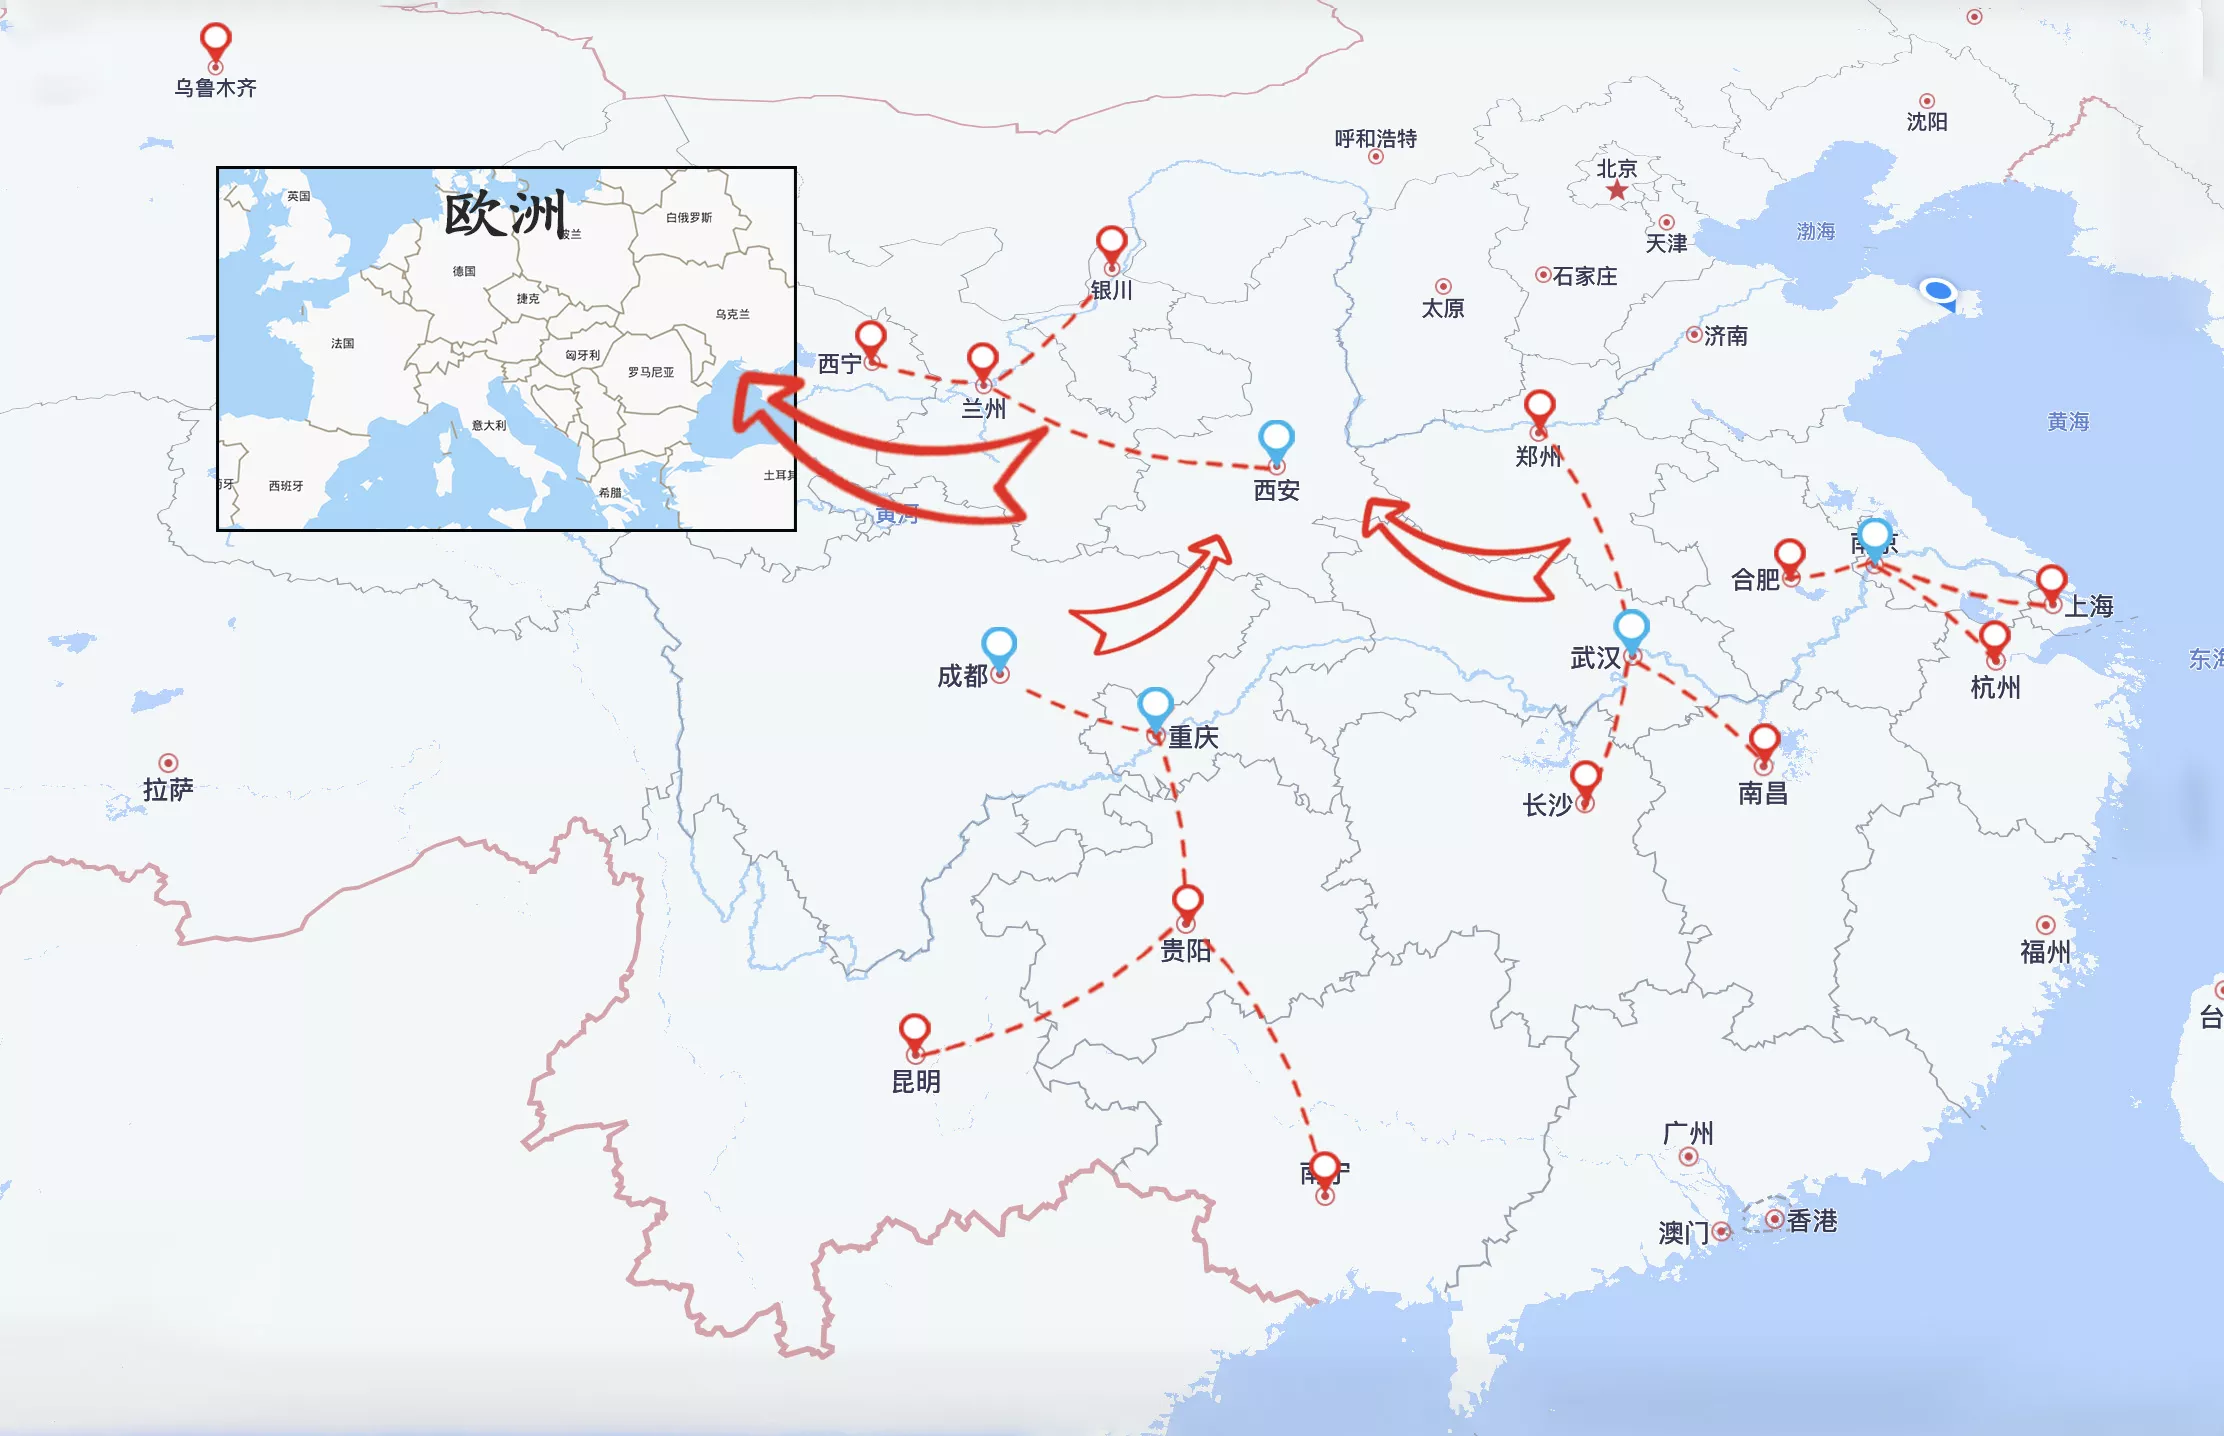 乌鲁木齐
呼和浩特
沈阳
北京
天津
渤海
石家庄
太原
济南
欧洲
英国
白俄罗斯
波兰
德国
捷克
乌克兰
法国
匈牙利
罗马尼亚
意大利
土耳其
西班牙
希腊
牙
银川
西宁
兰州
黄河
西安
郑州
黄海
南京
合肥
上海
杭州
东海
武汉
成都
重庆
长沙
南昌
拉萨
贵阳
福州
台
昆明
南宁
广州
澳门
香港